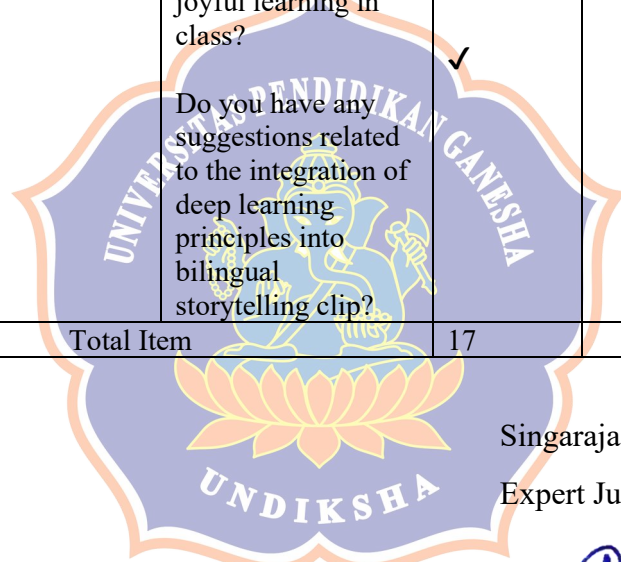 joyful learning in
class?
✓
Do you have any
suggestions related
to the integration of
deep learning
principles into
bilingual
storytelling clip?
Total Item 17
Singaraja
Expert Ju
UNIVERSITAS PENDIDIKAN GANESHA
UNDIKSHA